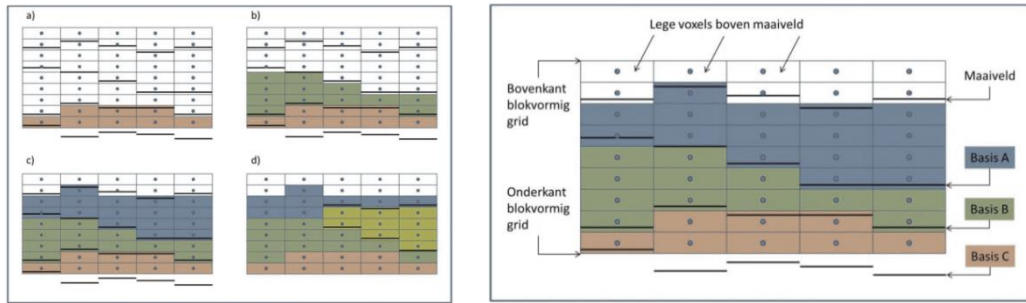 a)
b)
c)
d)
Lege voxels boven maaiveld
Bovenkant
blokvormig
grid
Maaiveld
Basis A
Onderkant
blokvormig
grid
Basis B
Basis C